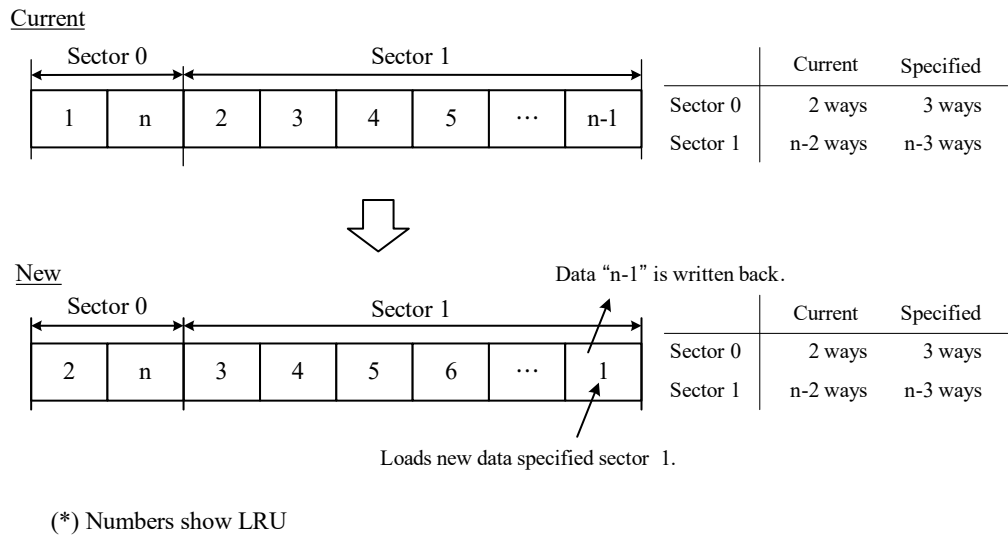 Current
Sector 0 Sector 1
Current Specified
1 n 2 3 4 5 … n-1
Sector 0 2 ways 3 ways
Sector 1 n-2 ways n-3 ways
New
Data “n-1” is written back.
Sector 0 Sector 1
Current Specified
2 n 3 4 5 6 … 1
Sector 0 2 ways 3 ways
Sector 1 n-2 ways n-3 ways
Loads new data specified sector 1.
(*) Numbers show LRU